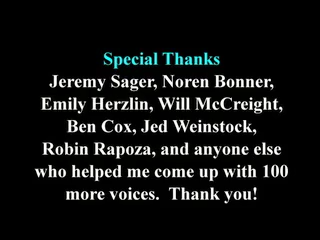 Special Thanks
Jeremy Sager, Noren Bonner,
Emily Herzlin, Will McCreight,
Ben Cox, Jed Weinstock,
Robin Rapoza, and anyone else
who helped me come up with 100
more voices.  Thank you!